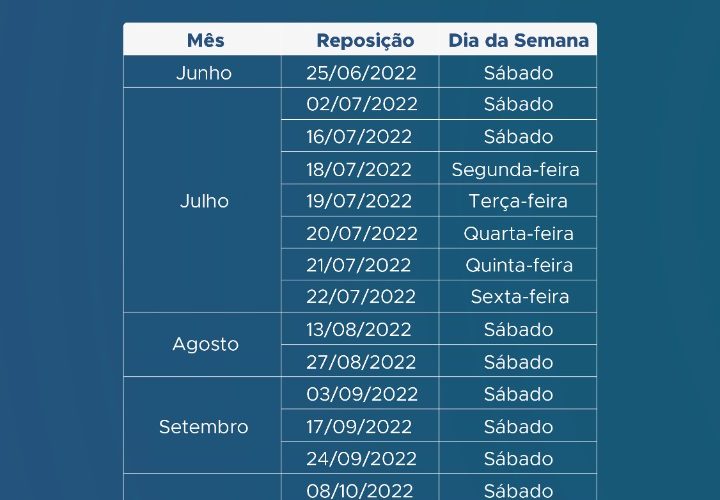 Mês Reposição Dia da Semana
Junho 25/06/2022 Sábado
02/07/2022 Sábado
16/07/2022 Sábado
18/07/2022 Segunda-feira
Julho 19/07/2022 Terça-feira
20/07/2022 Quarta-feira
21/07/2022 Quinta-feira
22/07/2022 Sexta-feira
Agosto 13/08/2022 Sábado
27/08/2022 Sábado
03/09/2022 Sábado
Setembro 17/09/2022 Sábado
24/09/2022 Sábado
08/10/2022 Sábado